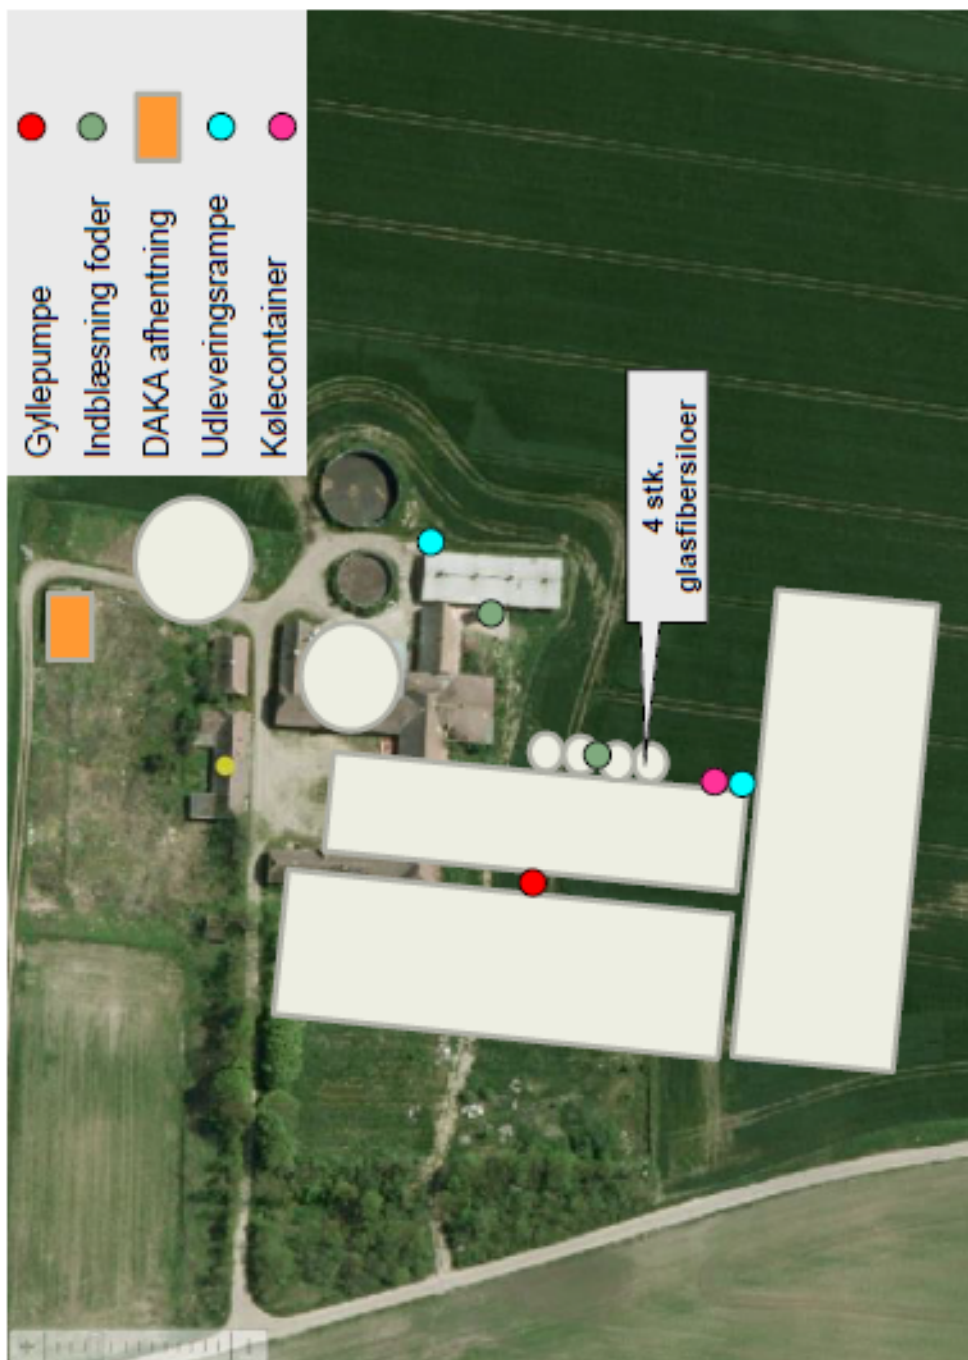 Gyllepumpe
Indblæsning foder
DAKA afhentning
Udleveringsrampe
Kølecontainer
4 stk.
glasfibersiloer